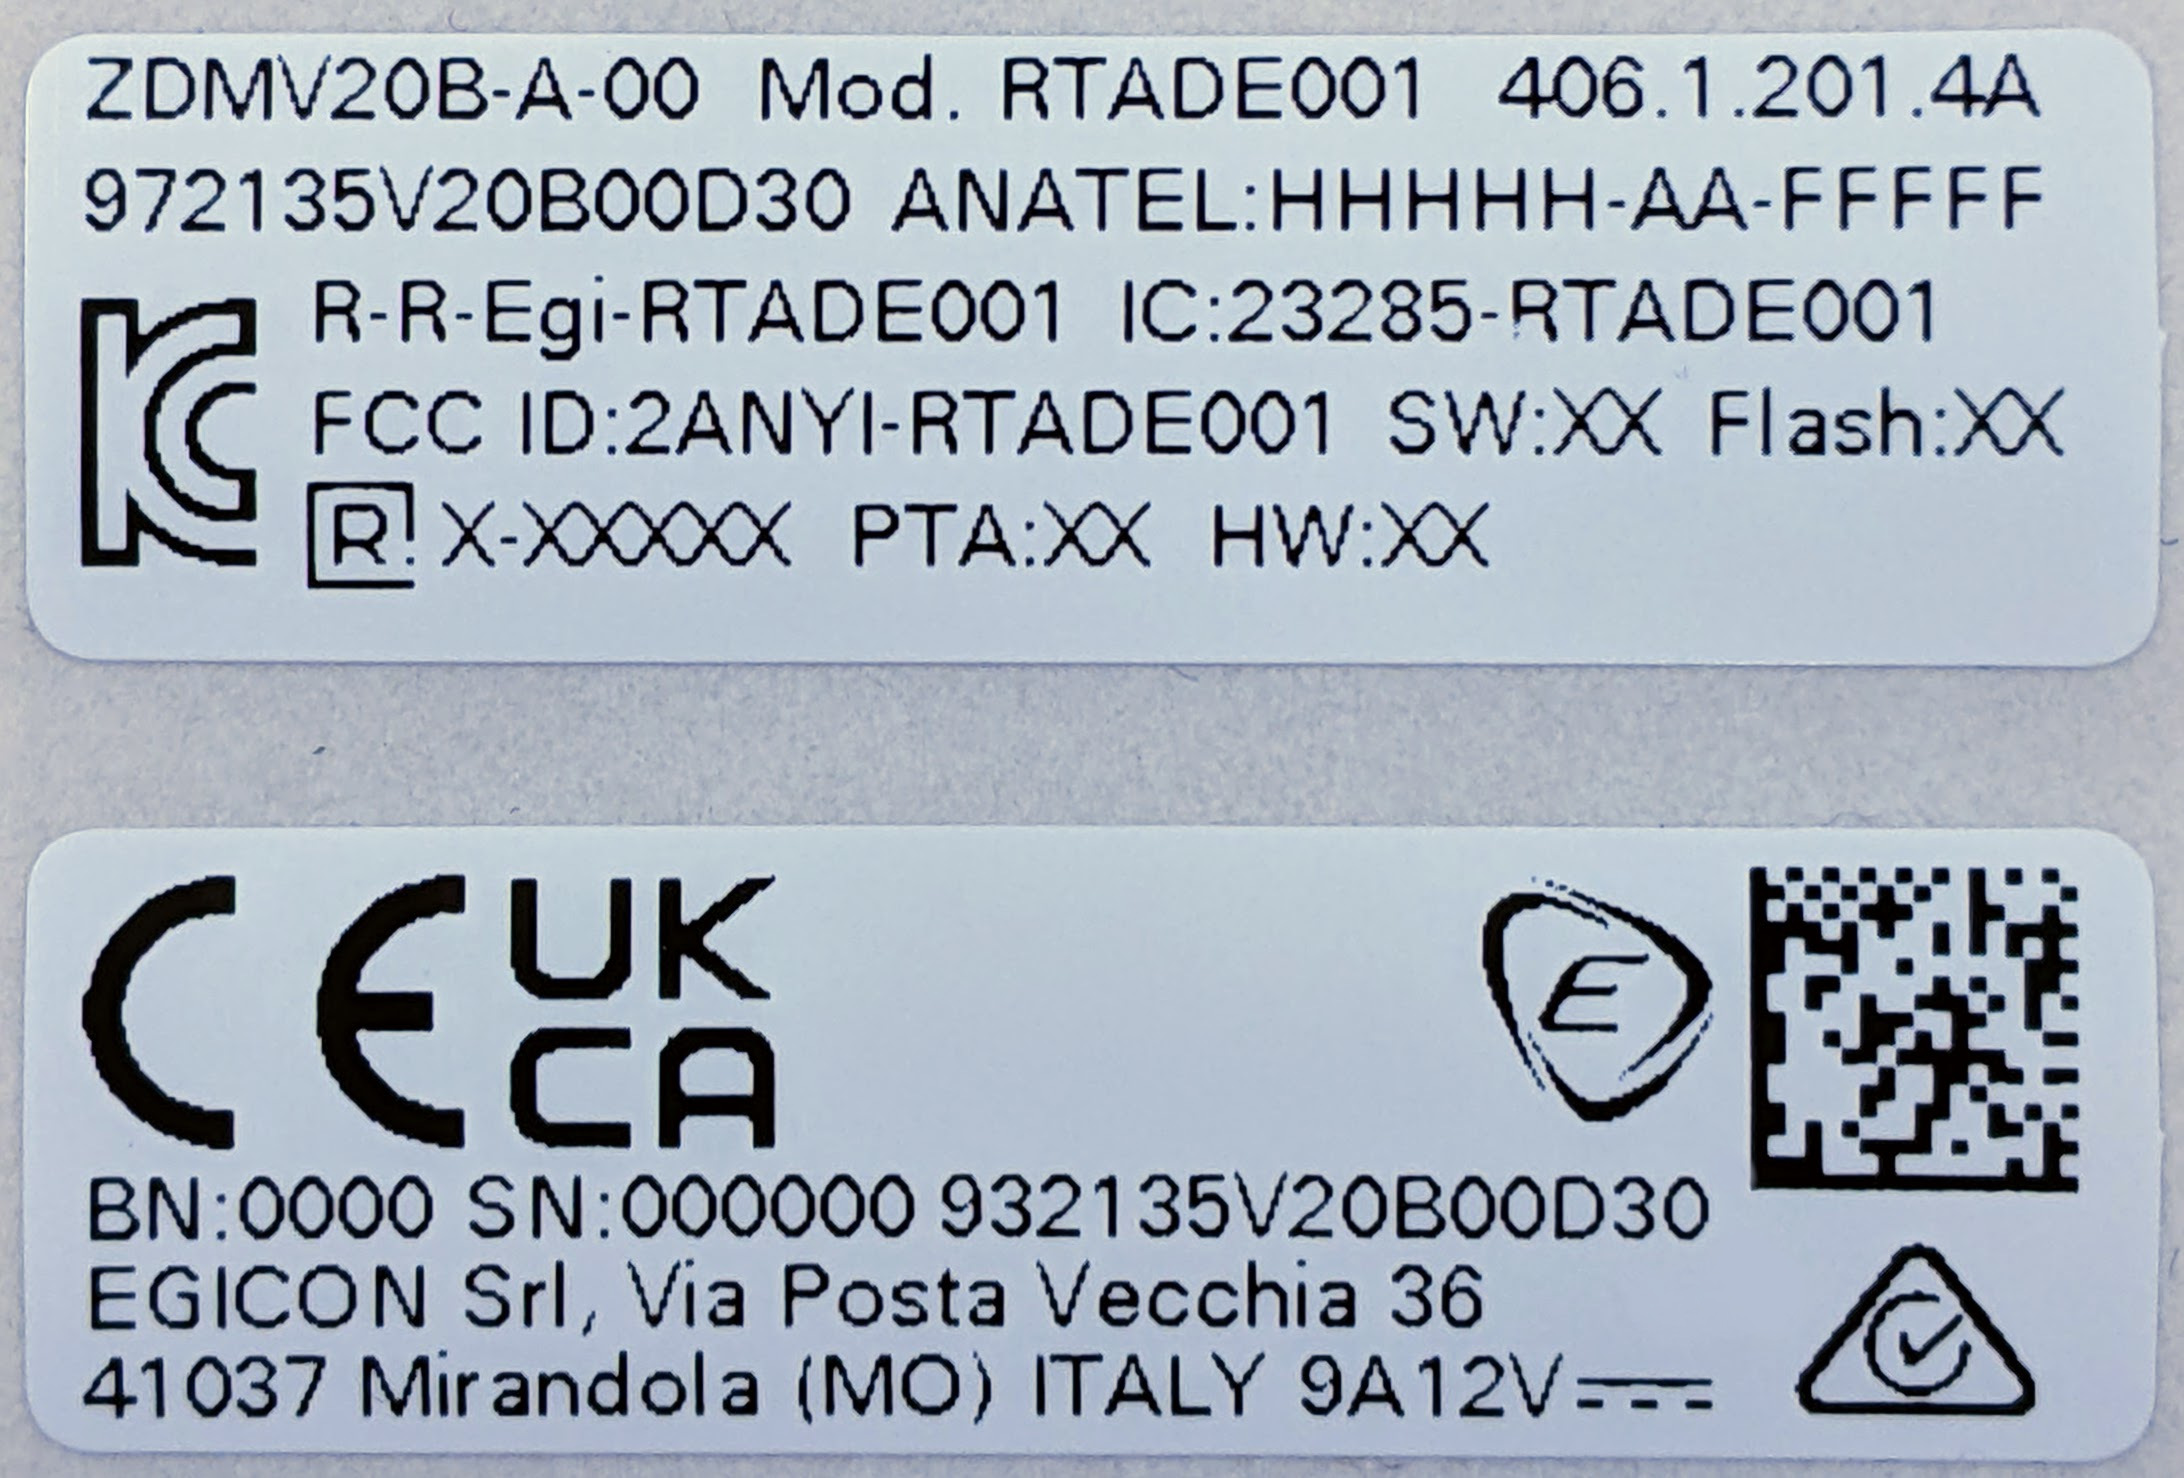 ZDMV20B-A-00 Mod. RTADE001 406.1.201.4A
972135V20B00D30 ANATEL:HHHHH-AA-FFFFF
R-R-Egi-RTADE001 IC:23285-RTADE001
FCC ID:2ANYI-RTADE001 SW:XX Flash:XX
R X-XXXXX PTA:XX HW:XX
CE UK
CA
E
BN:0000 SN:000000 932135V20B00D30
EGICON Srl, Via Posta Vecchia 36
41037 Mirandola (MO) ITALY 9A12V